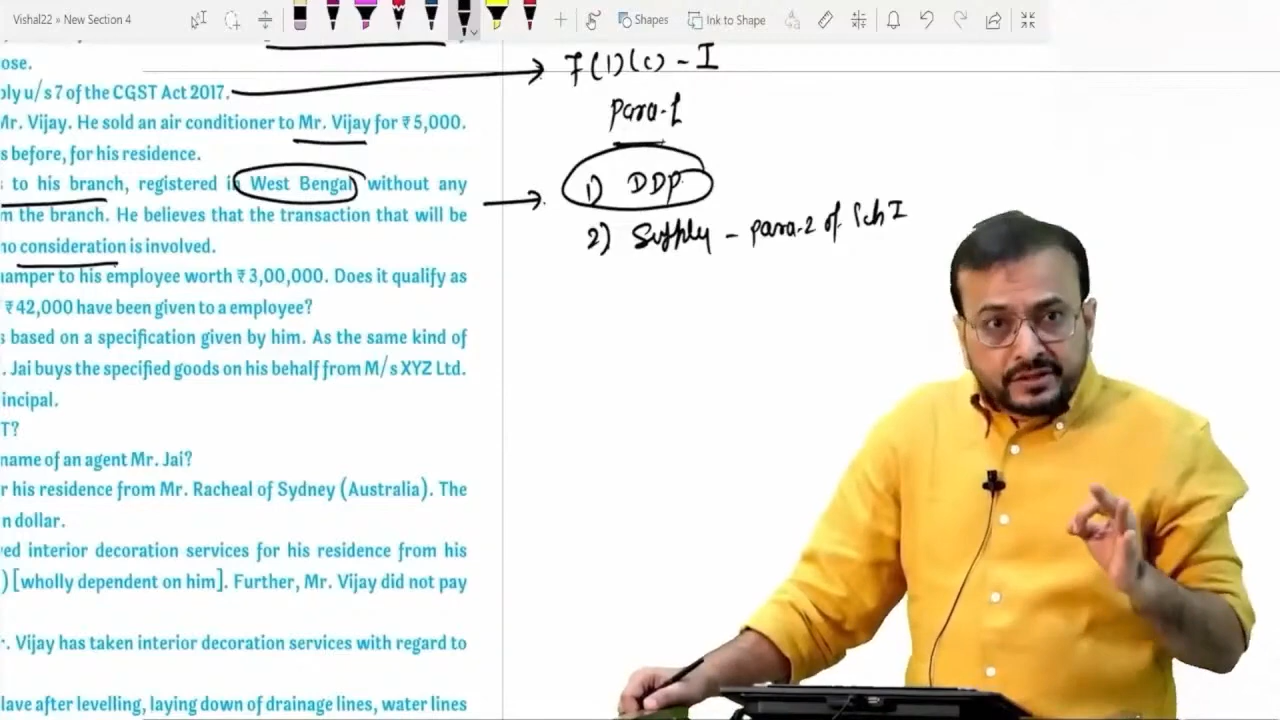 Vishal22 » New Section 4
Shapes
Ink to Shape
ose.
ply u/s 7 of the CGST Act 2017.
Mr. Vijay. He sold an air conditioner to Mr. Vijay for ₹ 5,000.
s before, for his residence.
to his branch, registered in West Bengal without any
m the branch. He believes that the transaction that will be
no consideration is involved.
hamper to his employee worth ₹ 3,00,000. Does it qualify as
₹ 42,000 have been given to a employee?
s based on a specification given by him. As the same kind of
. Jai buys the specified goods on his behalf from M/s XYZ Ltd.
incipal.
T?
name of an agent Mr. Jai?
r his residence from Mr. Racheal of Sydney (Australia). The
n dollar.
ved interior decoration services for his residence from his
) [wholly dependent on him]. Further, Mr. Vijay did not pay
r. Vijay has taken interior decoration services with regard to
lave after levelling, laying down of drainage lines, water lines
7(1)(c) - I
Para-1
1) DDP
2) Supply - para-2 of Sch I